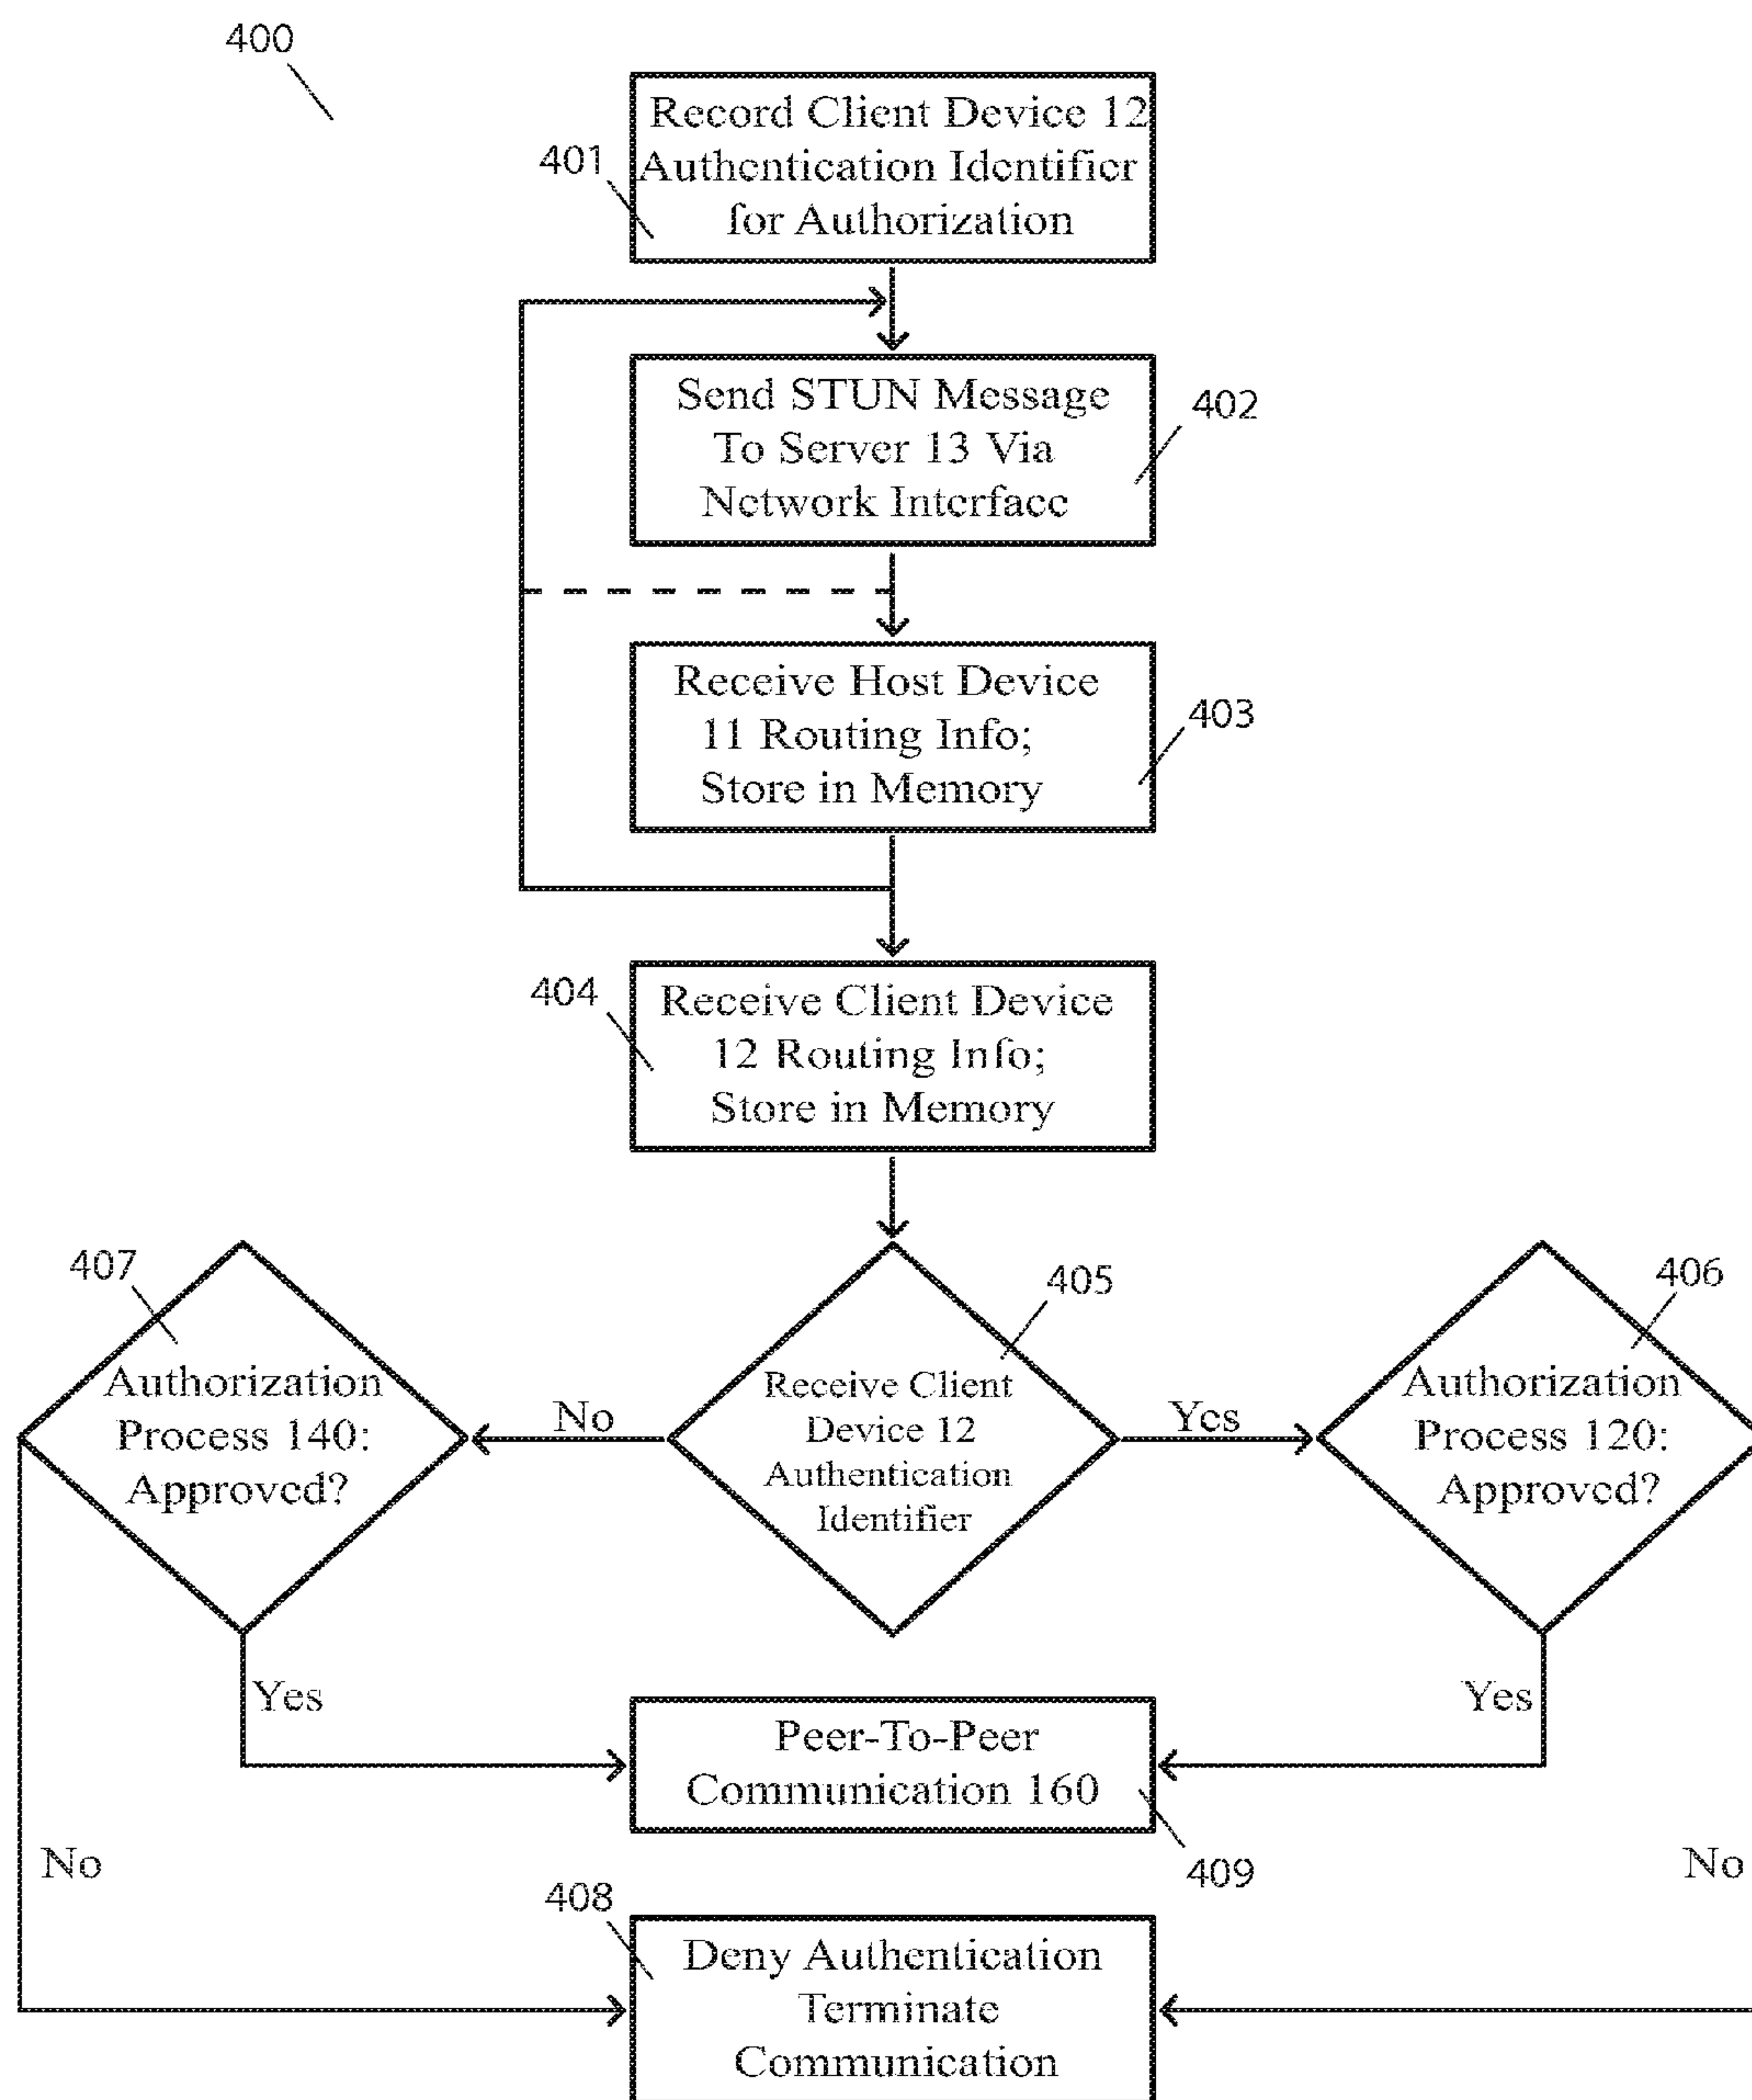 400
Record Client Device 12
401
Authentication Identifier
for Authorization
Send STUN Message
402
To Server 13 Via
Network Interface
Receive Host Device
403
11 Routing Info;
Store in Memory
404
Receive Client Device
12 Routing Info;
Store in Memory
407
405
406
Authorization
Process 140:
Approved?
No
Receive Client
Device 12
Authentication
Identifier
Yes
Authorization
Process 120:
Approved?
Yes
Yes
Peer-To-Peer
Communication 160
No
409
No
408
Deny Authentication
Terminate
Communication